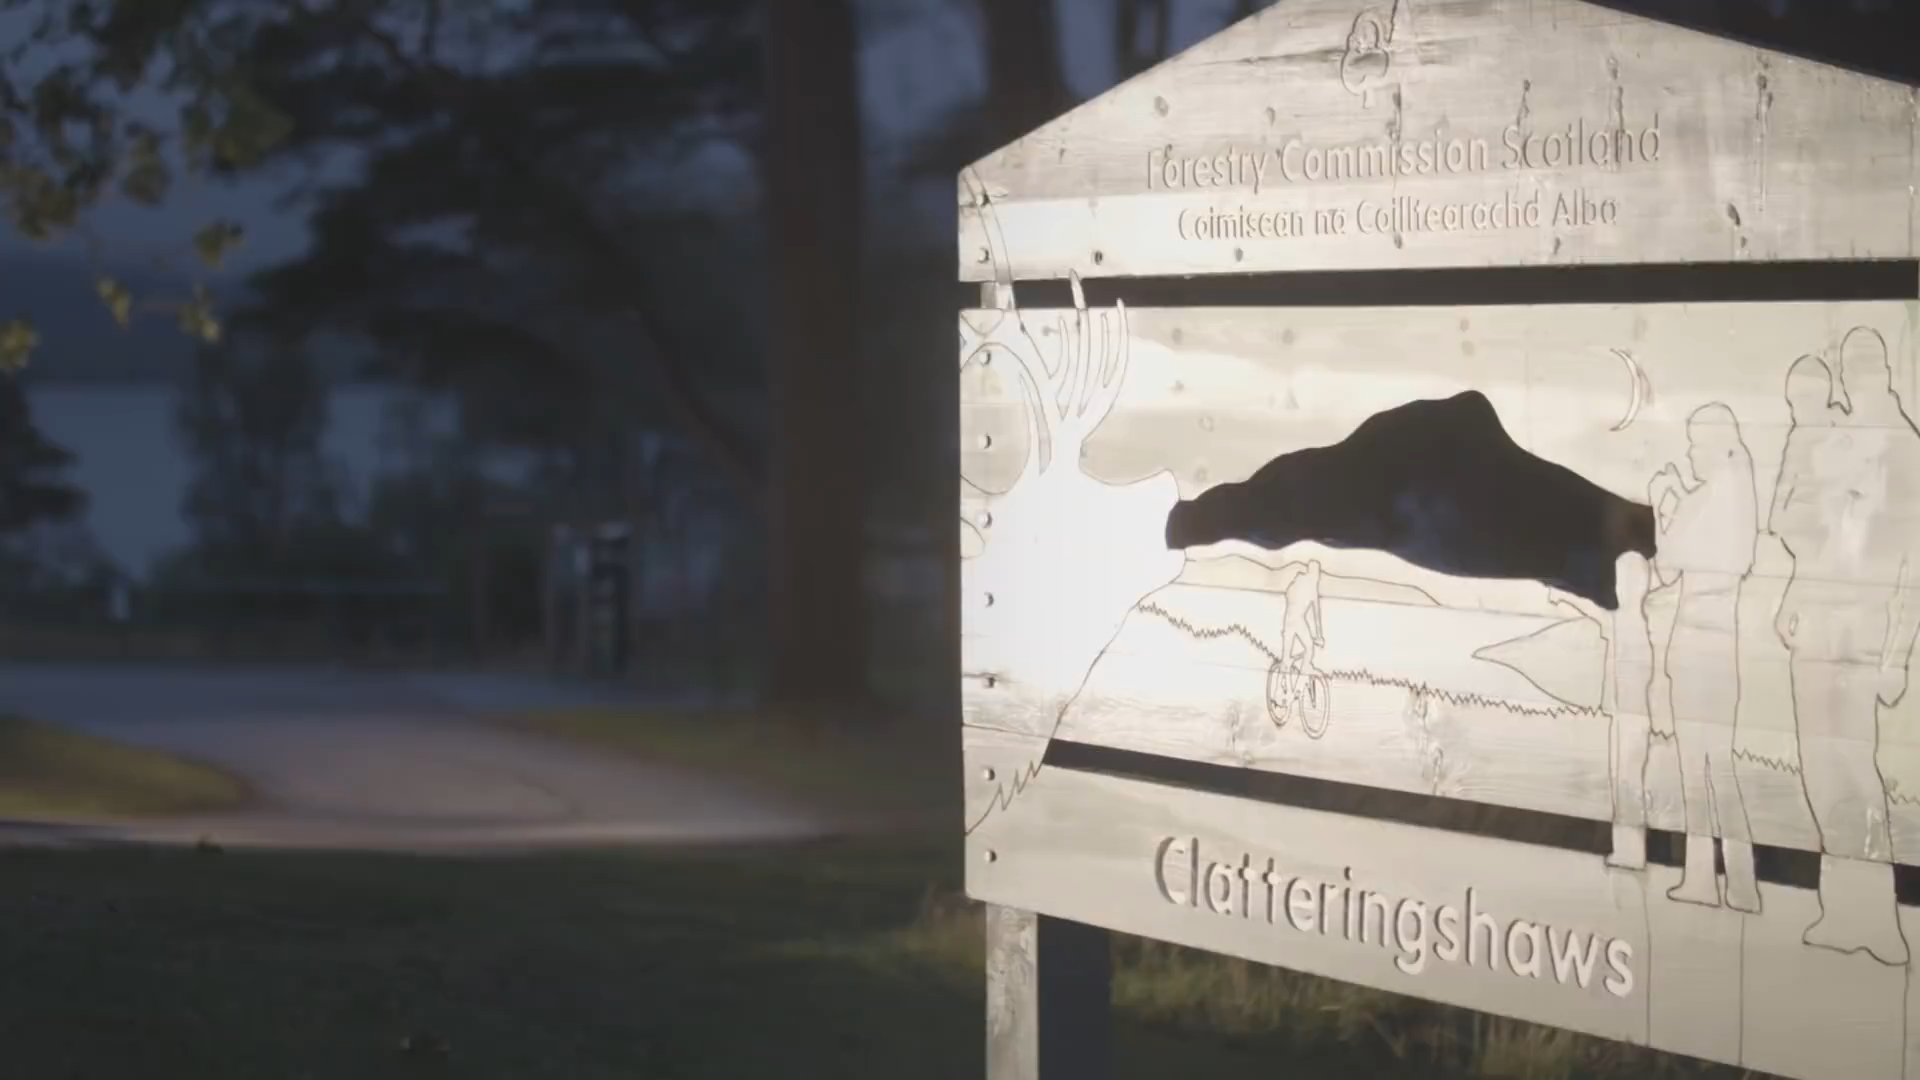 Forestry Commission Scotland
Coimisean na Coilltearachd Alba
Clatteringshaws